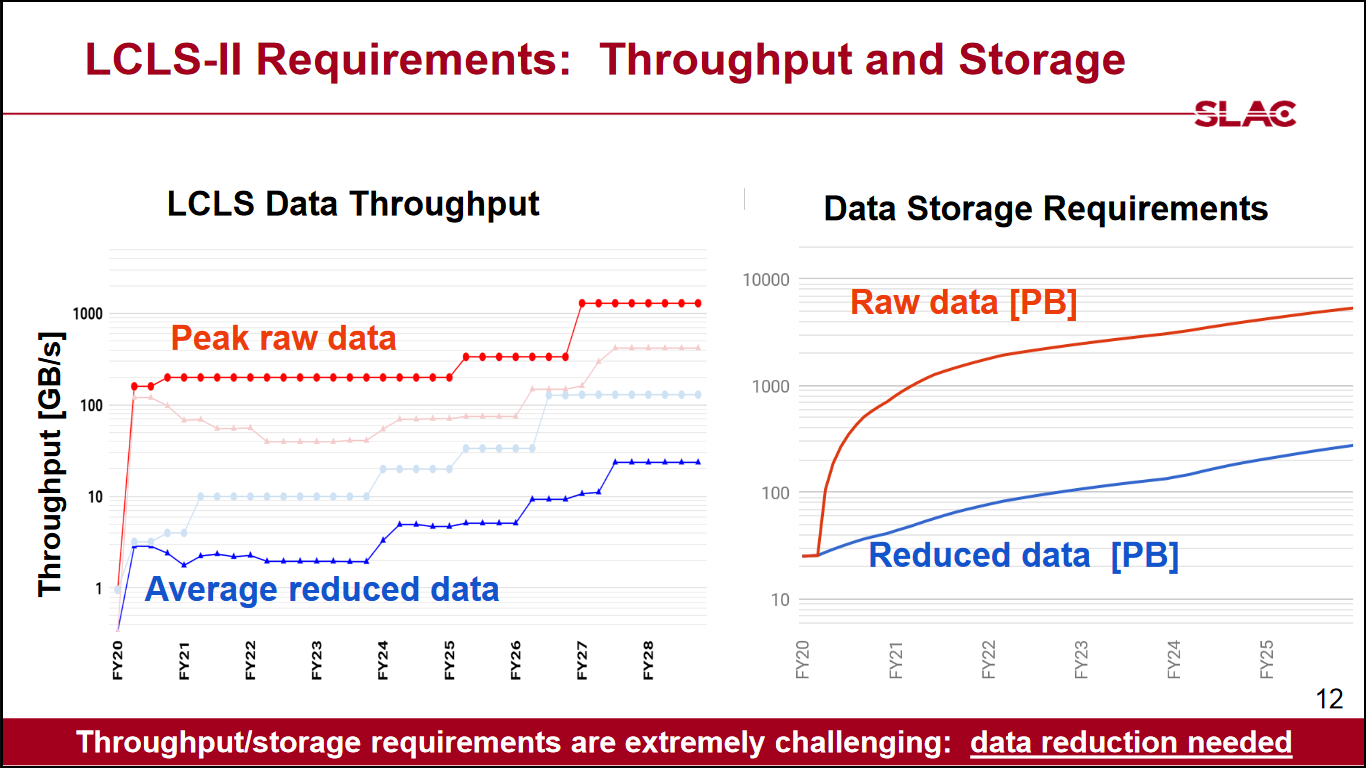 LCLS-II Requirements:  Throughput and Storage
SLAC
LCLS Data Throughput
Throughput [GB/s]
1000
100
10
1
Peak raw data
Average reduced data
FY20
FY21
FY22
FY23
FY24
FY25
FY26
FY27
FY28
Data Storage Requirements
10000
1000
100
10
Raw data [PB]
Reduced data  [PB]
FY20
FY21
FY22
FY23
FY24
FY25
12
Throughput/storage requirements are extremely challenging:  data reduction needed